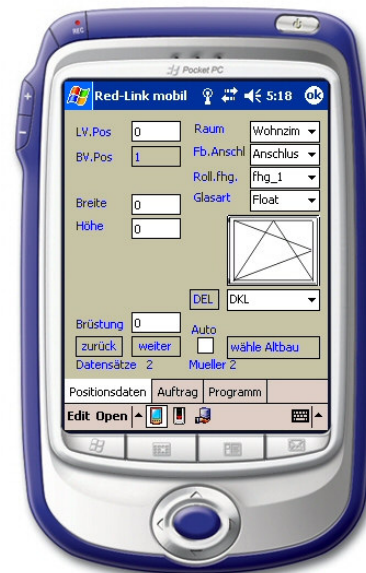 REC
Pocket PC
Red-Link mobil 5:18 ok
LV.Pos 0 Raum Wohnzim
BV.Pos 1 Fb.Anschl Anschlus
Roll.fhg. fhg_1
Breite 0 Glasart Float
Höhe 0
DEL DKL
Brüstung 0 Auto
zurück weiter wähle Altbau
Datensätze 2 Mueller 2
Positionsdaten Auftrag Programm
Edit Open